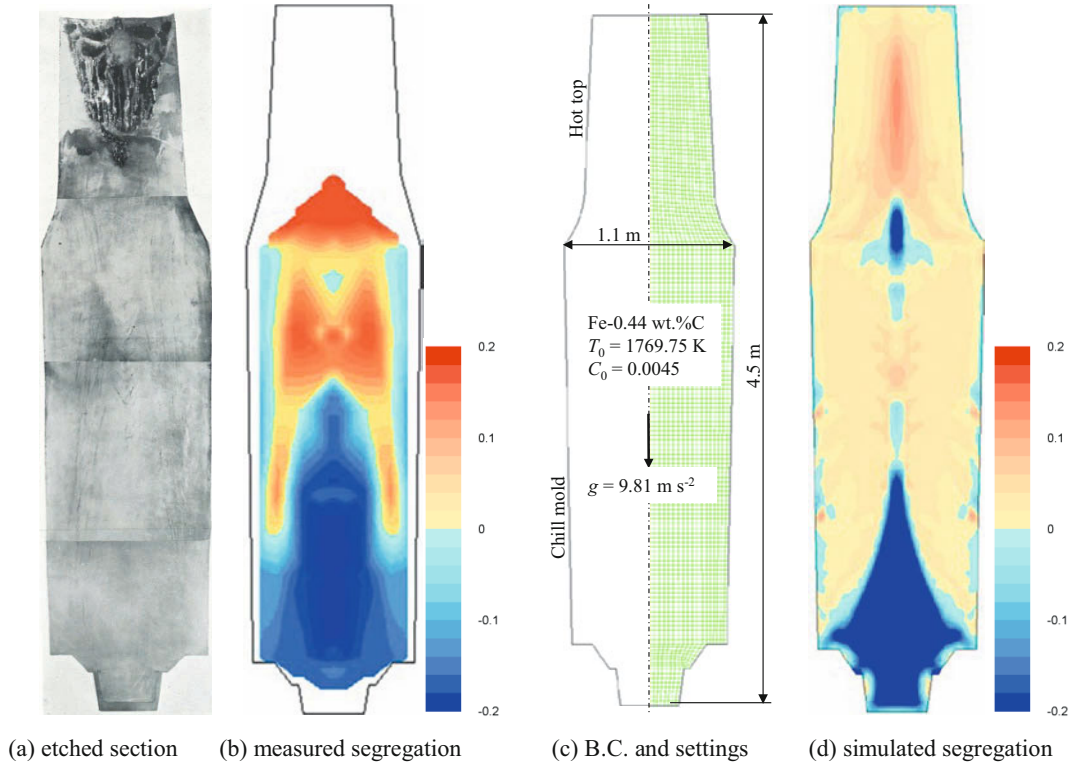 Hot top
1.1 m
Fe-0.44 wt.%C
T₀ = 1769.75 K
C₀ = 0.0045
4.5 m
g = 9.81 m s⁻²
Chill mold
0.2
0.1
0
-0.1
-0.2
0.2
0.1
0
-0.1
-0.2
(a) etched section
(b) measured segregation
(c) B.C. and settings
(d) simulated segregation